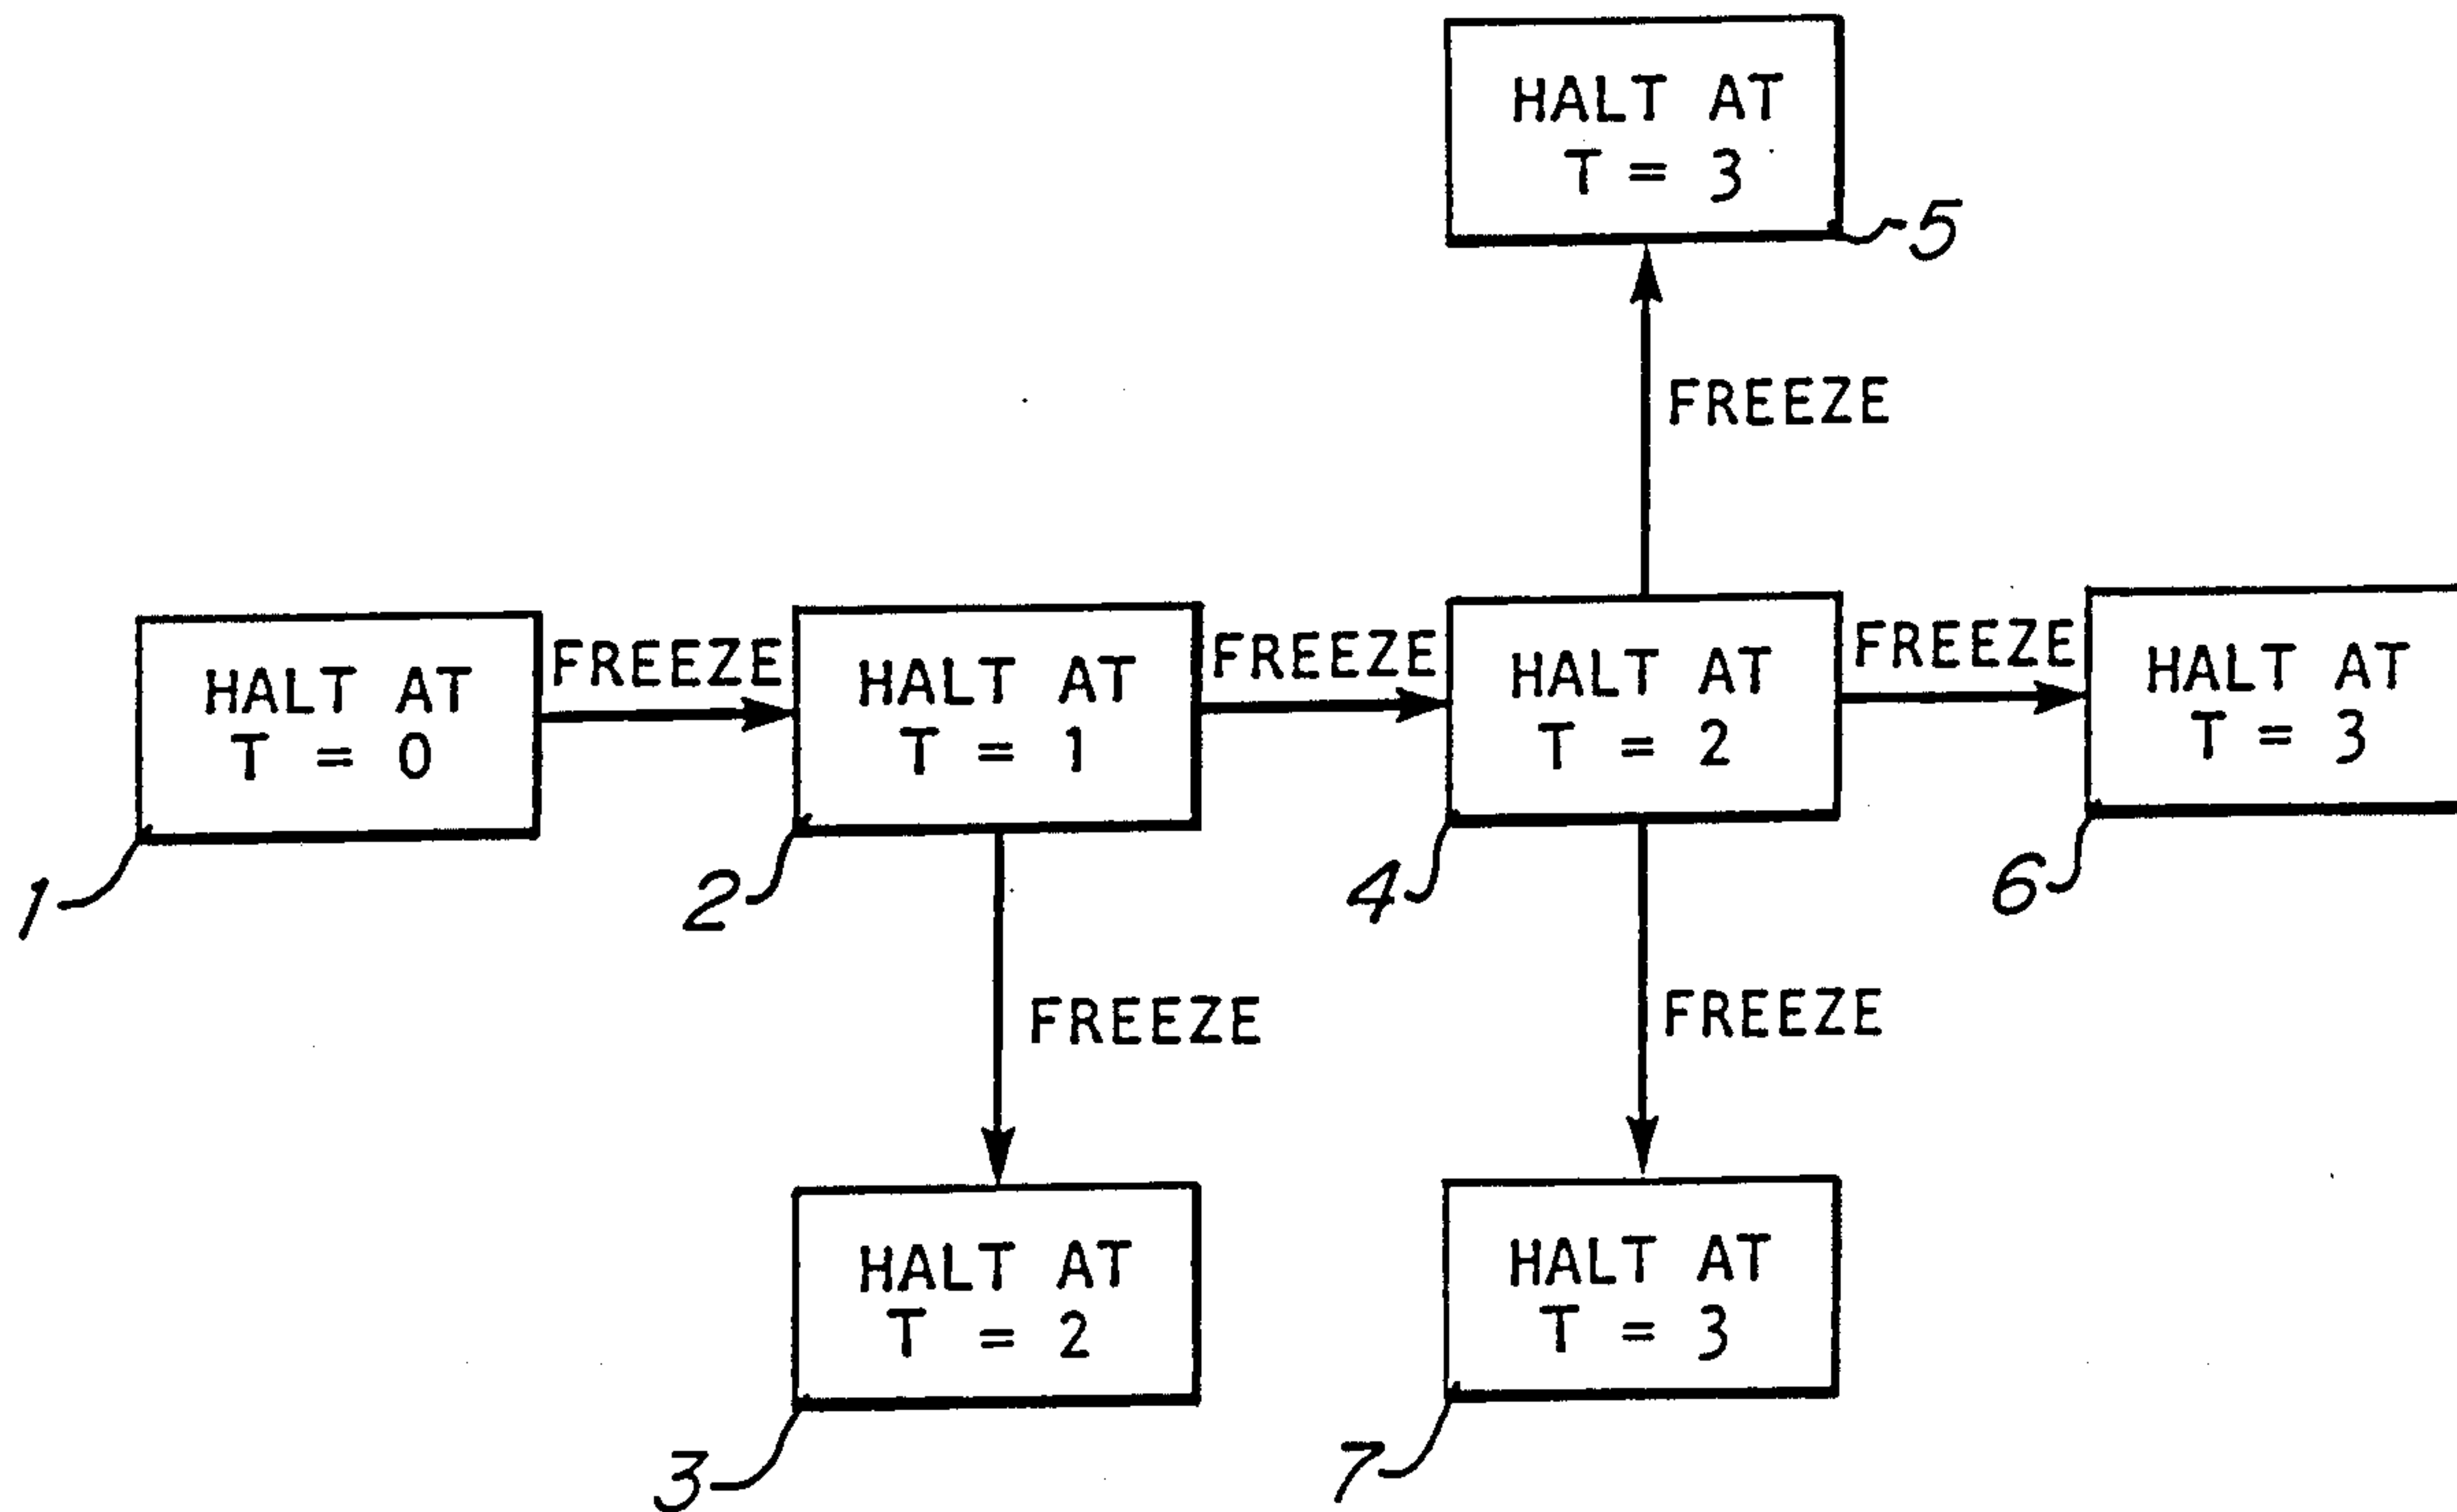 HALT AT
T = 3
5
FREEZE
HALT AT
T = 0
1
FREEZE
HALT AT
T = 1
2
FREEZE
HALT AT
T = 2
4
FREEZE
HALT AT
T = 3
6
FREEZE
FREEZE
HALT AT
T = 2
3
HALT AT
T = 3
7